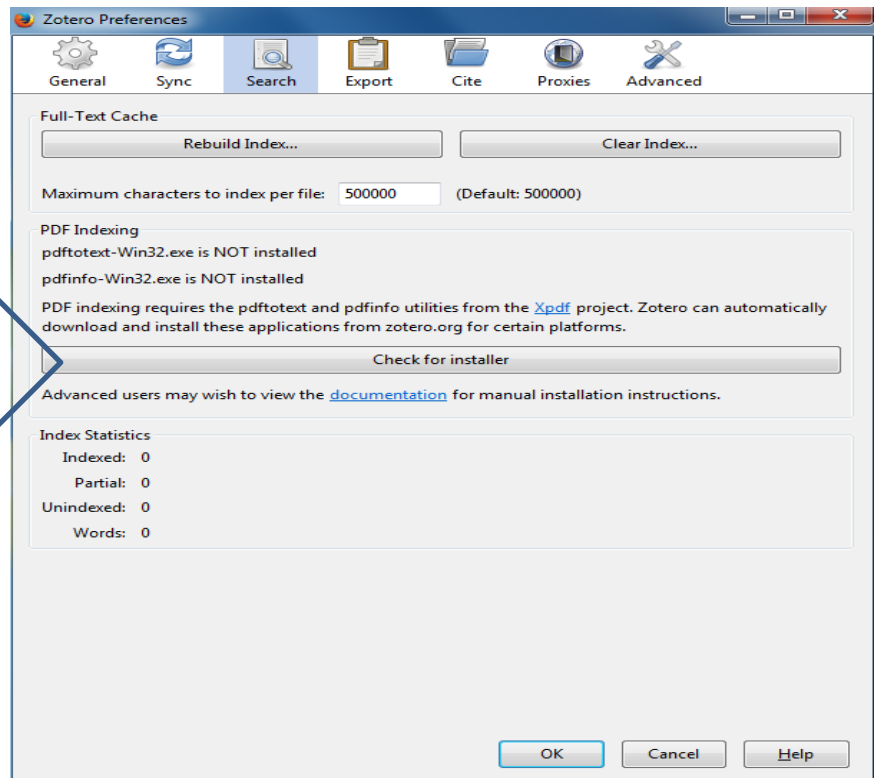 Zotero Preferences
General Sync Search Export Cite Proxies Advanced
Full-Text Cache
Rebuild Index... Clear Index...
Maximum characters to index per file: 500000 (Default: 500000)
PDF Indexing
pdftotext-Win32.exe is NOT installed
pdfinfo-Win32.exe is NOT installed
PDF indexing requires the pdftotext and pdfinfo utilities from the Xpdf project. Zotero can automatically
download and install these applications from zotero.org for certain platforms.
Check for installer
Advanced users may wish to view the documentation for manual installation instructions.
Index Statistics
Indexed: 0
Partial: 0
Unindexed: 0
Words: 0
OK Cancel Help